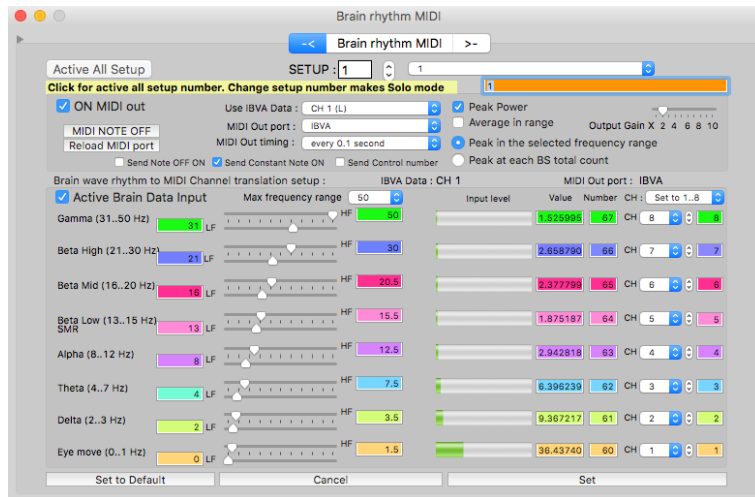 Brain rhythm MIDI
-< Brain rhythm MIDI >-
Active All Setup SETUP : 1 1
Click for active all setup number. Change setup number makes Solo mode 1
ON MIDI out Use IBVA Data : CH 1 (L) Peak Power
MIDI NOTE OFF MIDI Out port : IBVA Average in range Output Gain X 2 4 6 8 10
Reload MIDI port MIDI Out timing : every 0.1 second Peak in the selected frequency range
Send Note OFF ON Send Constant Note ON Send Control number Peak at each BS total count
Brain wave rhythm to MIDI Channel translation setup : IBVA Data : CH 1 MIDI Out port : IBVA
Active Brain Data Input Max frequency range 50 Input level Value Number CH : Set to 1..8
Gamma (31..50 Hz) 31 LF HF 50 1.525995 67 CH 8 8
Beta High (21..30 Hz) 21 LF HF 30 2.658790 66 CH 7 7
Beta Mid (16..20 Hz) 16 LF HF 20.5 2.377799 65 CH 6 6
Beta Low (13..15 Hz) 13 LF HF 15.5 1.875187 64 CH 5 5
SMR
Alpha (8..12 Hz) 8 LF HF 12.5 2.942818 63 CH 4 4
Theta (4..7 Hz) 4 LF HF 7.5 6.396239 62 CH 3 3
Delta (2..3 Hz) 2 LF HF 3.5 9.367217 61 CH 2 2
Eye move (0..1 Hz) 0 LF HF 1.5 36.43740 60 CH 1 1
Set to Default Cancel Set